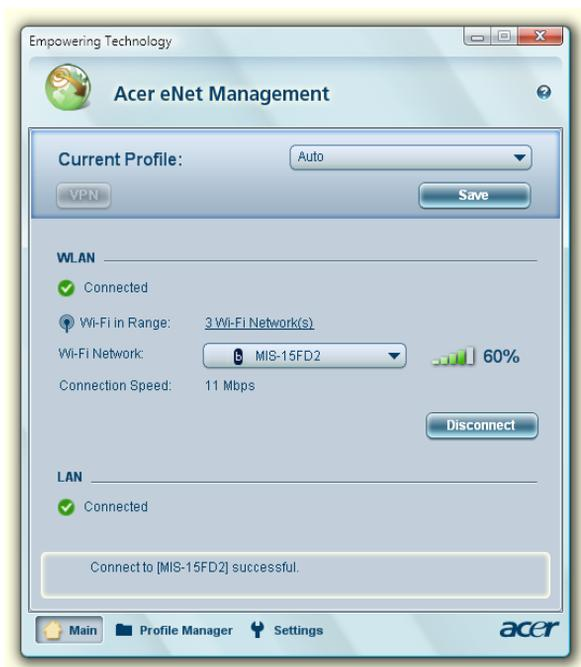 Empowering Technology
Acer eNet Management
Current Profile: Auto
VPN Save
WLAN
Connected
Wi-Fi in Range: 3 Wi-Fi Network(s)
Wi-Fi Network: b MIS-15FD2 60%
Connection Speed: 11 Mbps
Disconnect
LAN
Connected
Connect to [MIS-15FD2] successful.
Main Profile Manager Settings acer